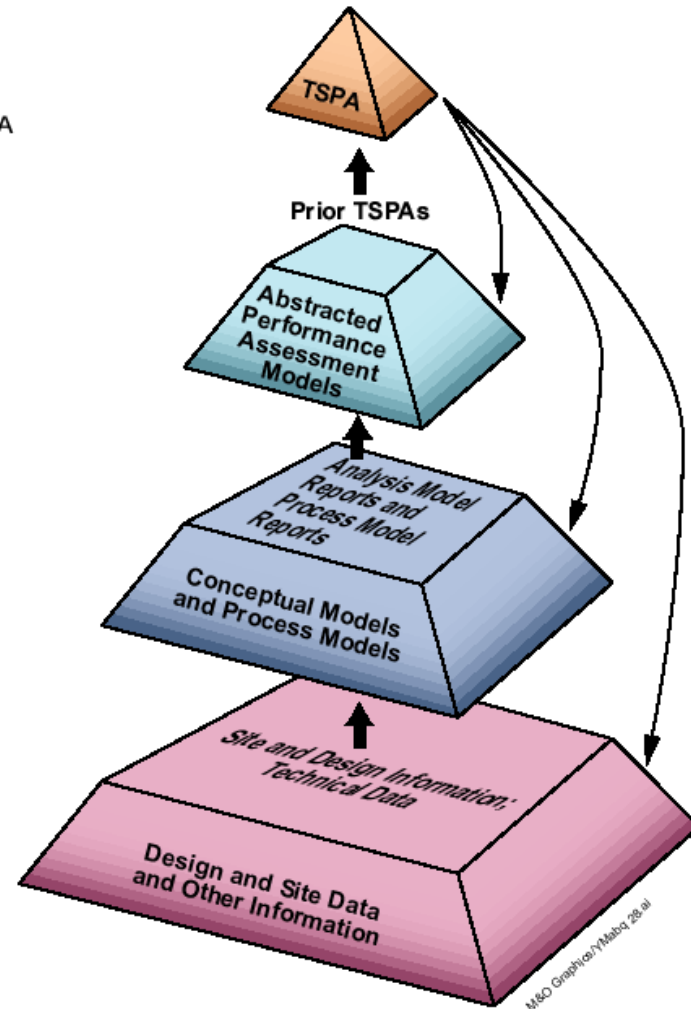 TSPA
A
Prior TSPAs
Abstracted
Performance
Assessment
Models
Analysis Model
Reports and
Process Model
Reports
Conceptual Models
and Process Models
Site and Design Information;
Technical Data
Design and Site Data
and Other Information
M&O Graphics/YMabq 28.ai